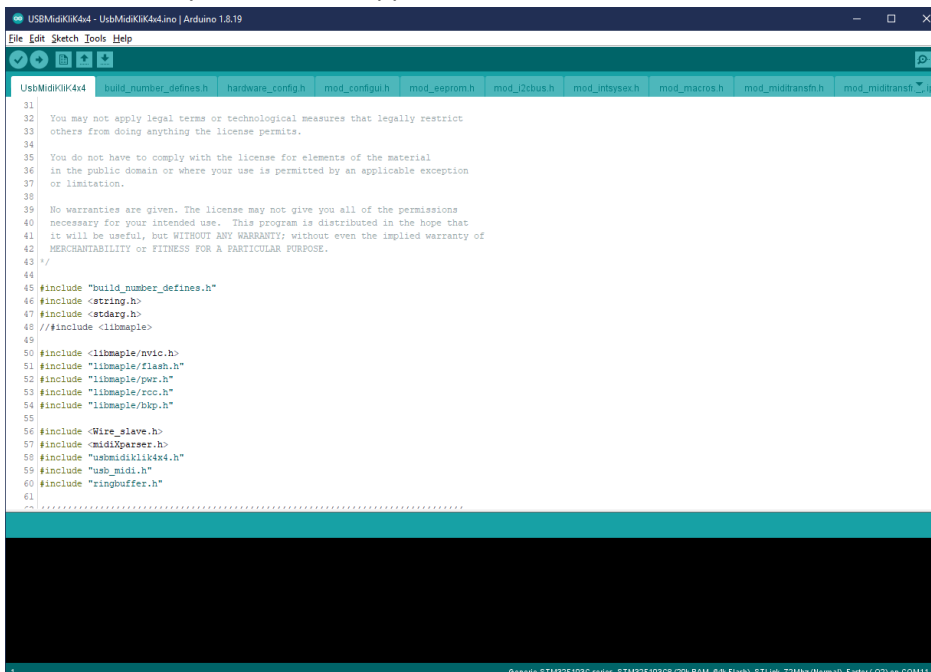 USBMidiKliK4x4 - UsbMidiKliK4x4.ino | Arduino 1.8.19
File Edit Sketch Tools Help
UsbMidiKliK4x4 build_number_defines.h hardware_config.h mod_configui.h mod_eeprom.h mod_i2cbus.h mod_intsysex.h mod_macros.h mod_miditransfn.h mod_miditransfr
31
32 You may not apply legal terms or technological measures that legally restrict
33 others from doing anything the license permits.
34
35 You do not have to comply with the license for elements of the material
36 in the public domain or where your use is permitted by an applicable exception
37 or limitation.
38
39 No warranties are given. The license may not give you all of the permissions
40 necessary for your intended use.  This program is distributed in the hope that
41 it will be useful, but WITHOUT ANY WARRANTY; without even the implied warranty of
42 MERCHANTABILITY or FITNESS FOR A PARTICULAR PURPOSE.
43 */
44
45 #include "build_number_defines.h"
46 #include <string.h>
47 #include <stdarg.h>
48 //#include <libmaple>
49
50 #include <libmaple/nvic.h>
51 #include "libmaple/flash.h"
52 #include "libmaple/pwr.h"
53 #include "libmaple/rcc.h"
54 #include "libmaple/bkp.h"
55
56 #include <Wire_slave.h>
57 #include <midiXparser.h>
58 #include "usbmidiklik4x4.h"
59 #include "usb_midi.h"
60 #include "ringbuffer.h"
61